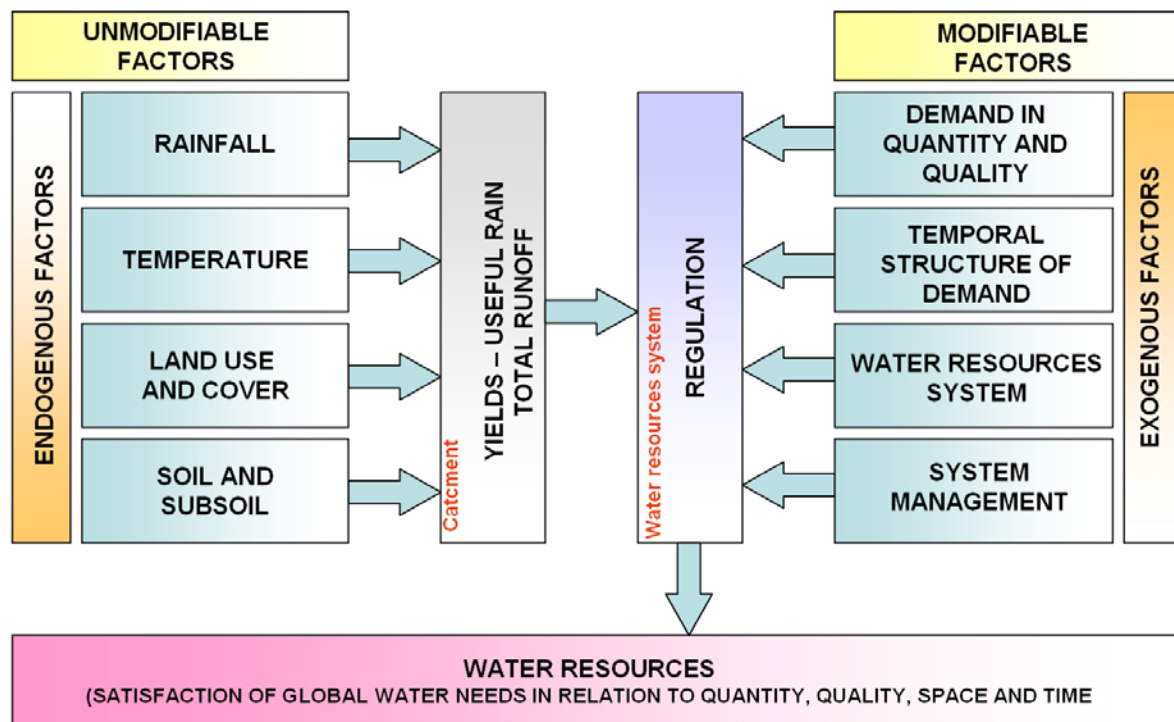 UNMODIFIABLE
FACTORS
MODIFIABLE
FACTORS
ENDOGENOUS FACTORS
RAINFALL
TEMPERATURE
LAND USE
AND COVER
SOIL AND
SUBSOIL
Catcment
YIELDS – USEFUL RAIN
TOTAL RUNOFF
Water resources system
REGULATION
DEMAND IN
QUANTITY AND
QUALITY
TEMPORAL
STRUCTURE OF
DEMAND
WATER RESOURCES
SYSTEM
SYSTEM
MANAGEMENT
EXOGENOUS FACTORS
WATER RESOURCES
(SATISFACTION OF GLOBAL WATER NEEDS IN RELATION TO QUANTITY, QUALITY, SPACE AND TIME